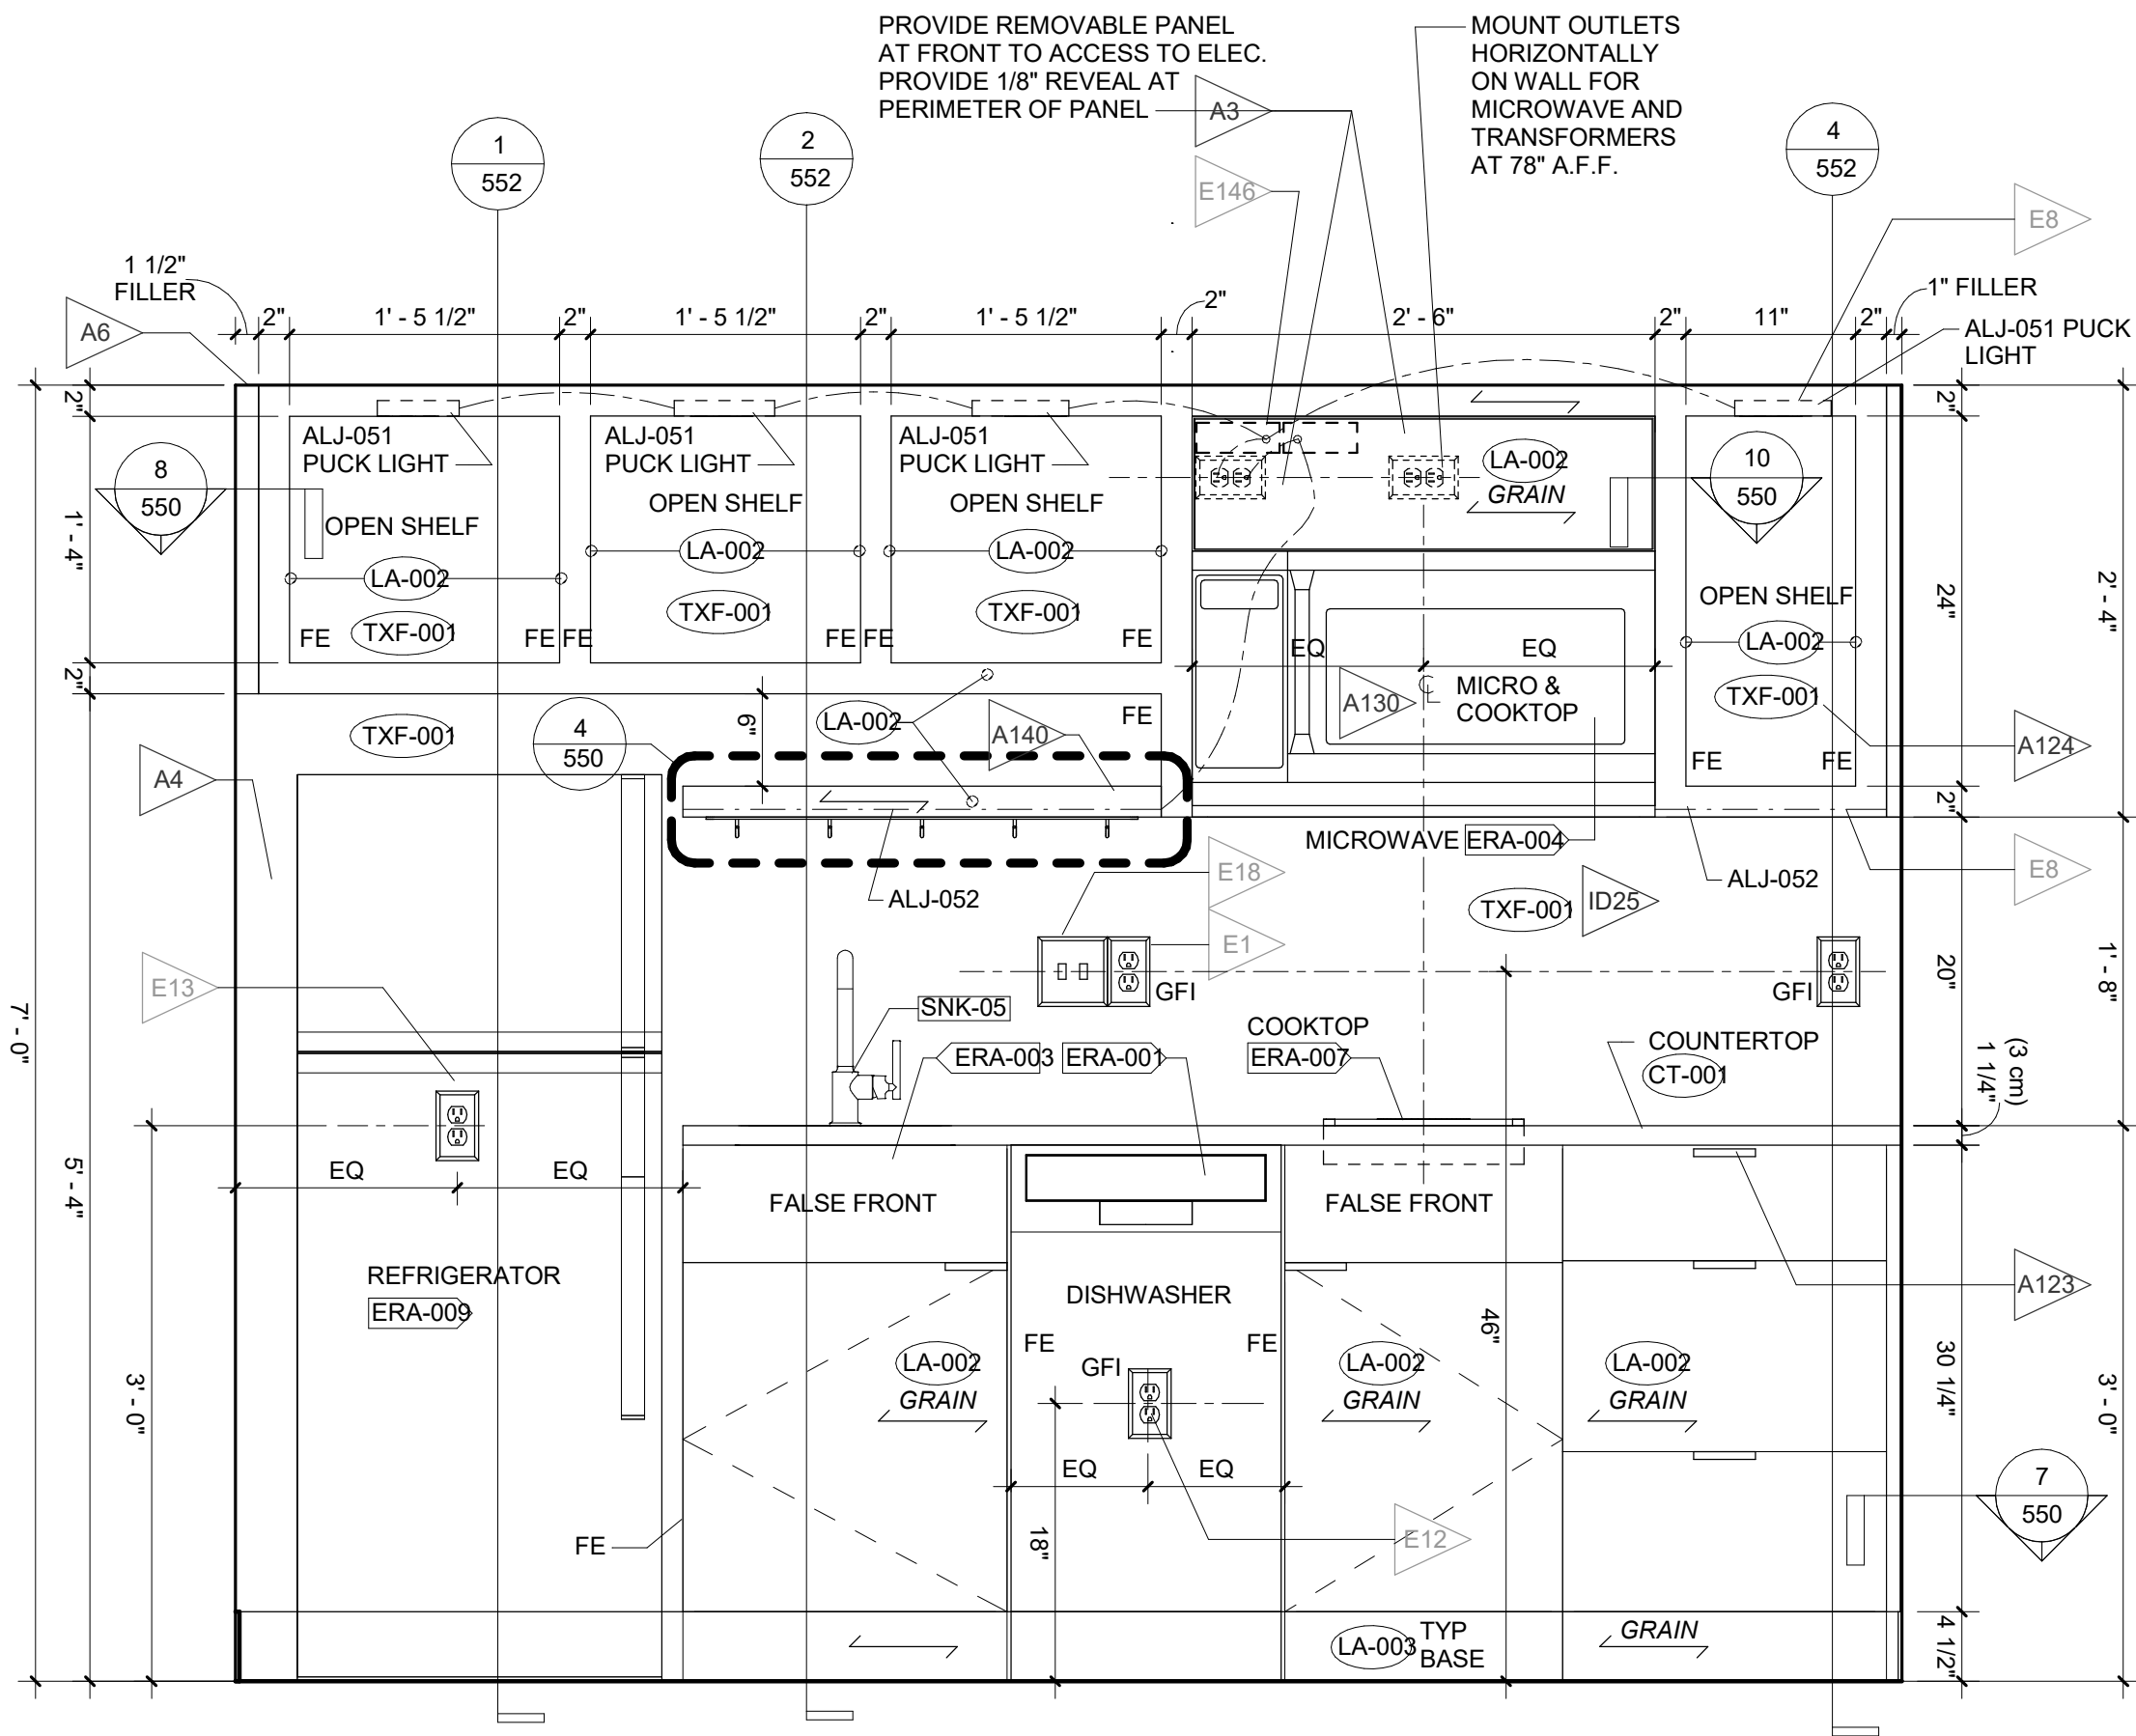 PROVIDE REMOVABLE PANEL
AT FRONT TO ACCESS TO ELEC.
PROVIDE 1/8" REVEAL AT
PERIMETER OF PANEL
MOUNT OUTLETS
HORIZONTALLY
ON WALL FOR
MICROWAVE AND
TRANSFORMERS
AT 78" A.F.F.
A3
E146
1
552
2
552
4
552
E8
1 1/2"
FILLER
A6
2"
1' - 5 1/2"
2"
1' - 5 1/2"
2"
1' - 5 1/2"
2"
2' - 6"
2"
11"
2"
1" FILLER
ALJ-051 PUCK
LIGHT
2"
1' - 4"
2"
8
550
ALJ-051
PUCK LIGHT
OPEN SHELF
LA-002
TXF-001
FE
FE
ALJ-051
PUCK LIGHT
OPEN SHELF
LA-002
TXF-001
FE
FE
ALJ-051
PUCK LIGHT
OPEN SHELF
LA-002
TXF-001
FE
FE
LA-002
GRAIN
10
550
OPEN SHELF
LA-002
TXF-001
FE
FE
2"
24"
2"
2' - 4"
EQ
EQ
A130
℄
MICRO &
COOKTOP
A124
TXF-001
4
550
6"
LA-002
A140
FE
A4
MICROWAVE
ERA-004
ALJ-052
ALJ-052
E8
E18
E1
TXF-001
ID25
GFI
GFI
20"
1' - 8"
E13
SNK-05
ERA-003
ERA-001
COOKTOP
ERA-007
COUNTERTOP
CT-001
(3 cm)
1 1/4"
7' - 0"
5' - 4"
3' - 0"
EQ
EQ
FALSE FRONT
FALSE FRONT
REFRIGERATOR
ERA-009
DISHWASHER
FE
FE
GFI
A123
46"
LA-002
GRAIN
LA-002
GRAIN
LA-002
GRAIN
30 1/4"
3' - 0"
EQ
EQ
18"
FE
E12
7
550
LA-003
TYP
BASE
GRAIN
4 1/2"